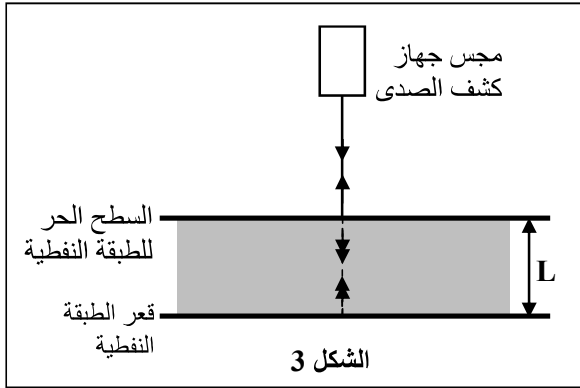 مجس جهاز
كشف الصدى
السطح الحر
للطبقة النفطية
L
قعر الطبقة
النفطية
الشكل 3